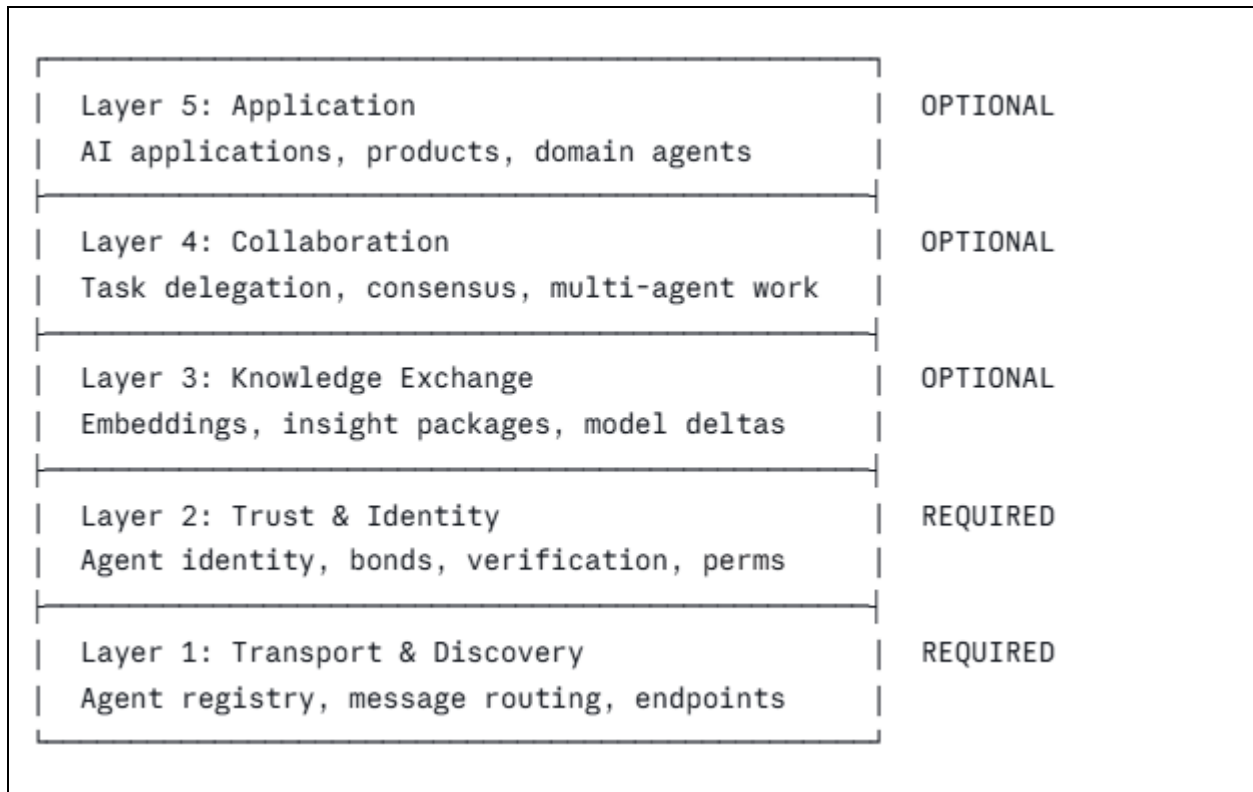 Layer 5: Application OPTIONAL
AI applications, products, domain agents
Layer 4: Collaboration OPTIONAL
Task delegation, consensus, multi-agent work
Layer 3: Knowledge Exchange OPTIONAL
Embeddings, insight packages, model deltas
Layer 2: Trust & Identity REQUIRED
Agent identity, bonds, verification, perms
Layer 1: Transport & Discovery REQUIRED
Agent registry, message routing, endpoints